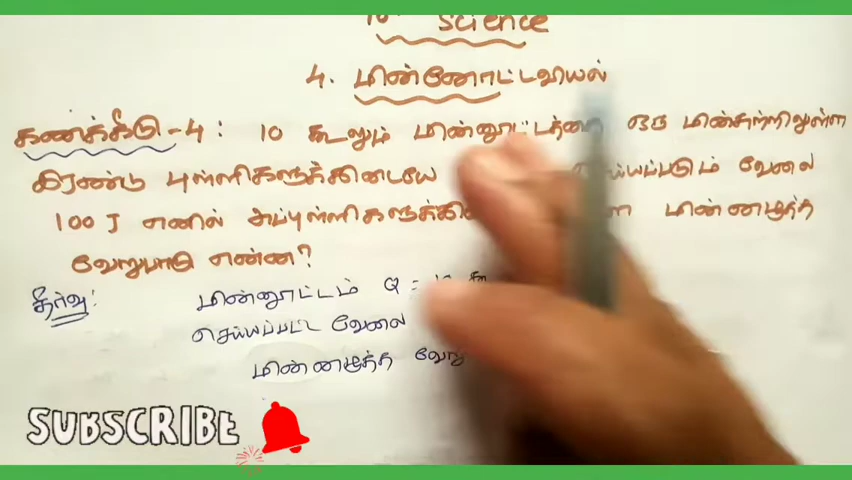 Science
4. மின்னோட்டவியல்
கணக்கீடு-4: 10 கூலும் மின்னூட்டத்தை ஒரு மின்சுற்றிலுள்ள
இரண்டு புள்ளிகளுக்கிடையே செய்யப்படும் வேலை
100 J எனில் அப்புள்ளிகளுக்கி மின்னழுத்த
வேறுபாடு என்ன?
தீர்வு: மின்னூட்டம் Q =
செய்யப்பட்ட வேலை
மின்னழுத்த வேறு
SUBSCRIBE